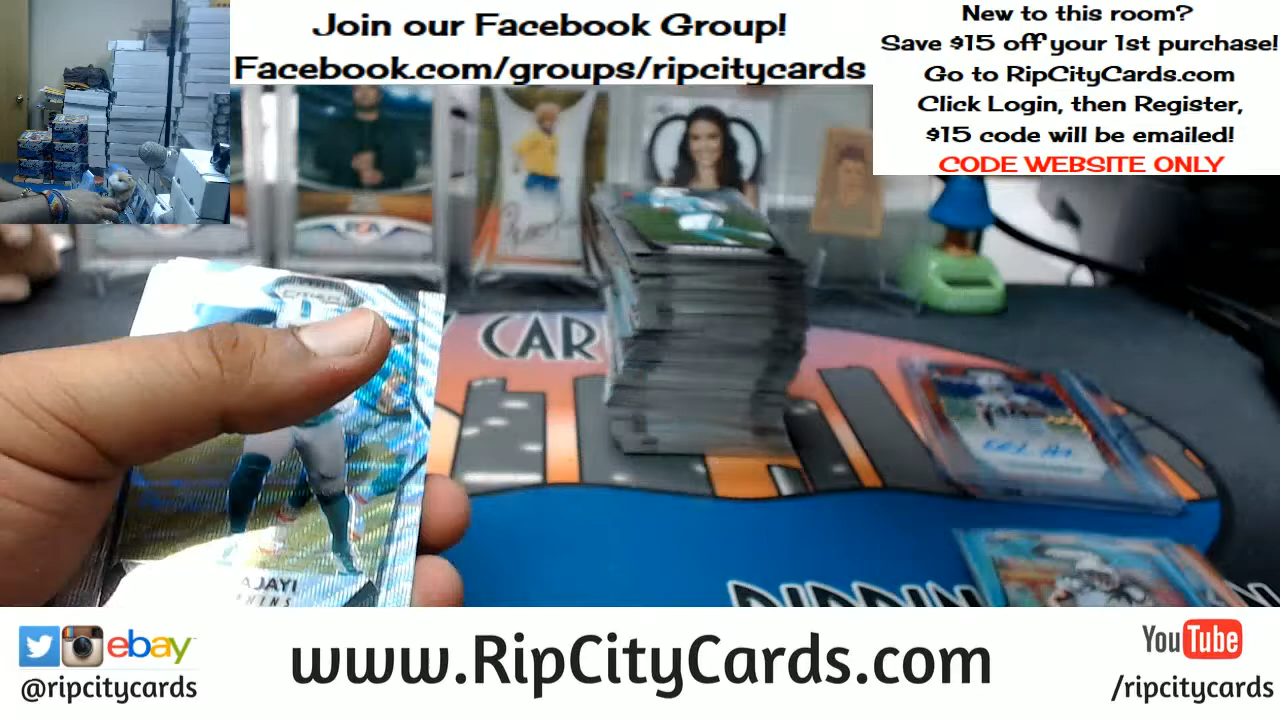 Join our Facebook Group!
Facebook.com/groups/ripcitycards
New to this room?
Save $15 off your 1st purchase!
Go to RipCityCards.com
Click Login, then Register,
$15 code will be emailed!
CODE WEBSITE ONLY
CAR
PRIZM
AJAYI
ebay
@ripcitycards
www.RipCityCards.com
YouTube
/ripcitycards